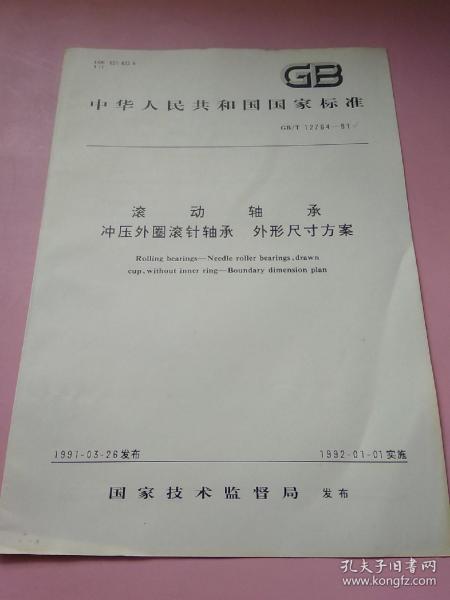 GB
中华人民共和国国家标准
GB/T 12764—91
滚动轴承
冲压外圈滚针轴承 外形尺寸方案
Rolling bearings—Needle roller bearings, drawn
cup, without inner ring—Boundary dimension plan
1991-03-26发布
1992-01-01实施
国家技术监督局 发布
孔夫子旧书网
www.kongfz.com